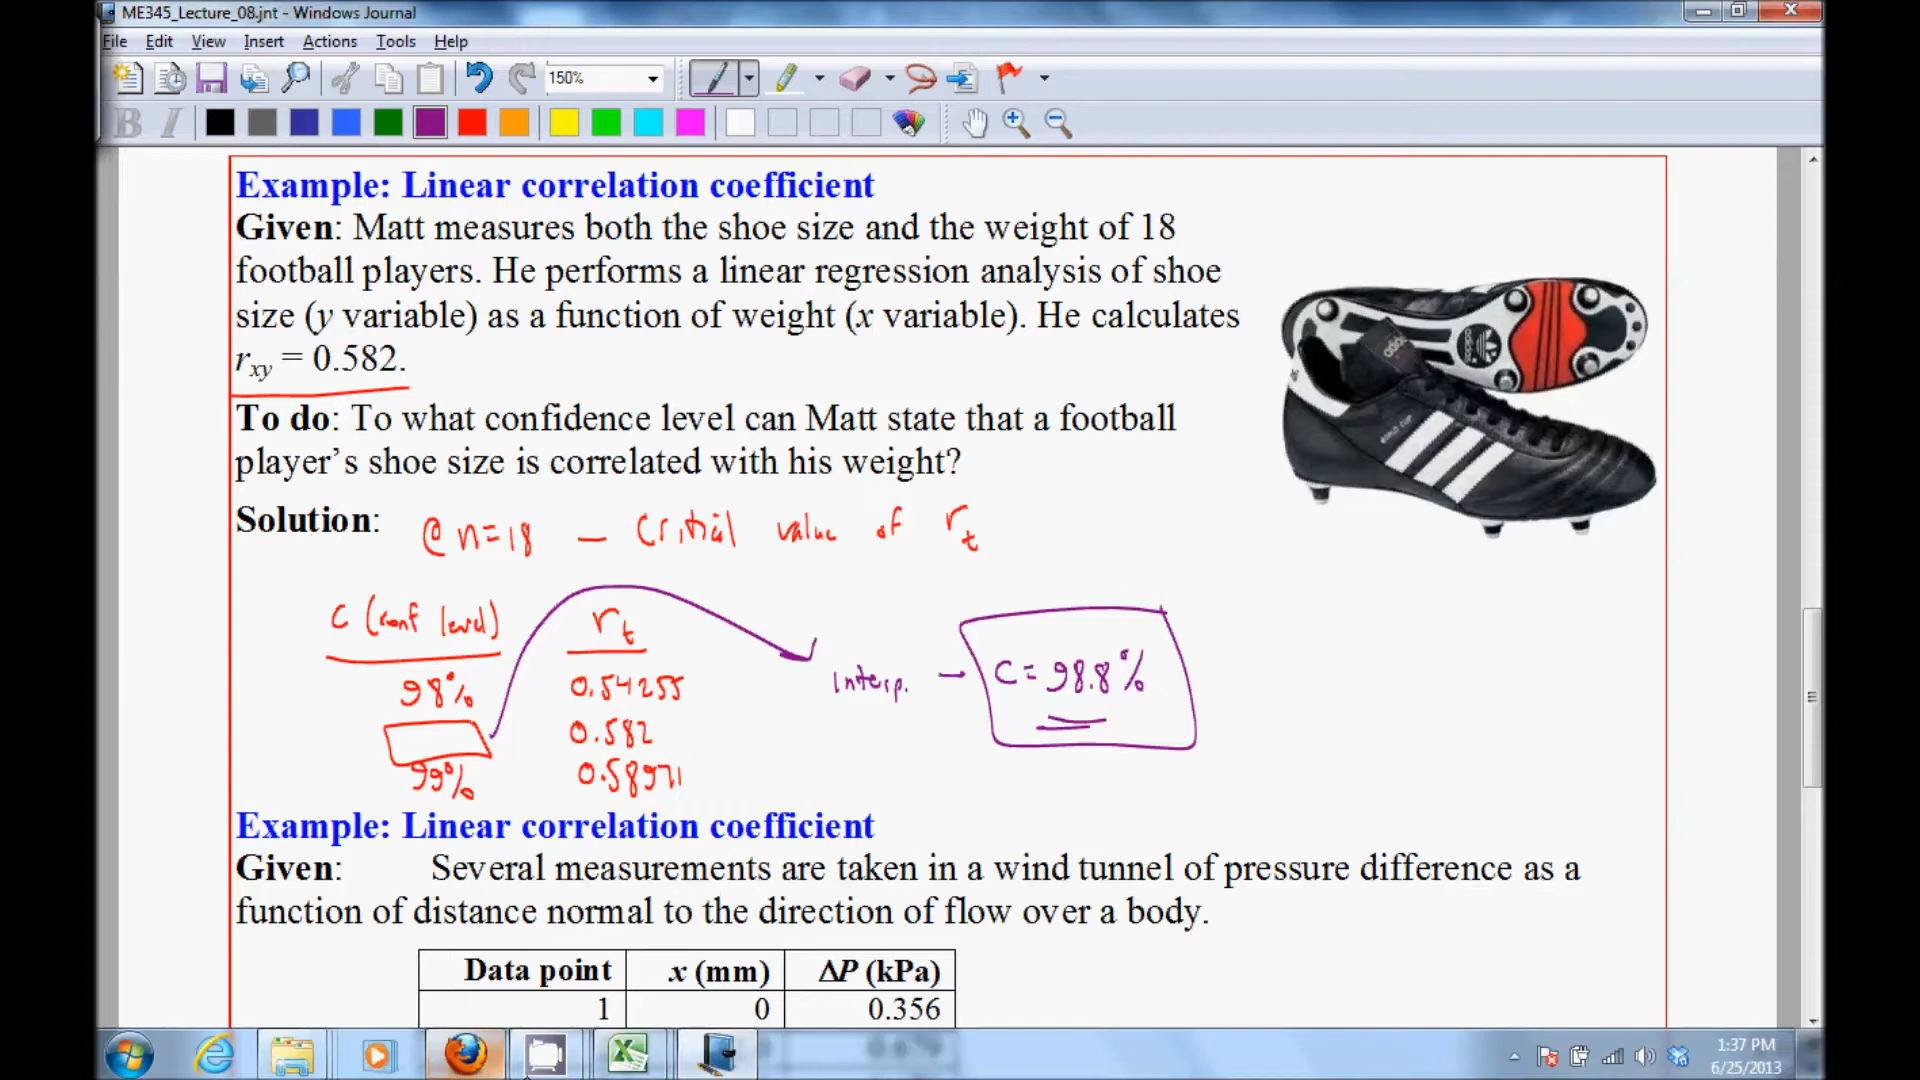 ME345_Lecture_08.jnt - Windows Journal
File Edit View Insert Actions Tools Help
150%
B I
Example: Linear correlation coefficient
Given: Matt measures both the shoe size and the weight of 18
football players. He performs a linear regression analysis of shoe
size (y variable) as a function of weight (x variable). He calculates
rxy = 0.582.
To do: To what confidence level can Matt state that a football
player's shoe size is correlated with his weight?
Solution: @ n=18 – Critical value of rt
C (conf level) rt
98% 0.54255
0.582
99% 0.58971
Interp. – C = 98.8%
Example: Linear correlation coefficient
Given: Several measurements are taken in a wind tunnel of pressure difference as a
function of distance normal to the direction of flow over a body.
Data point x (mm) ΔP (kPa)
1 0 0.356
1:37 PM
6/25/2013
adidas